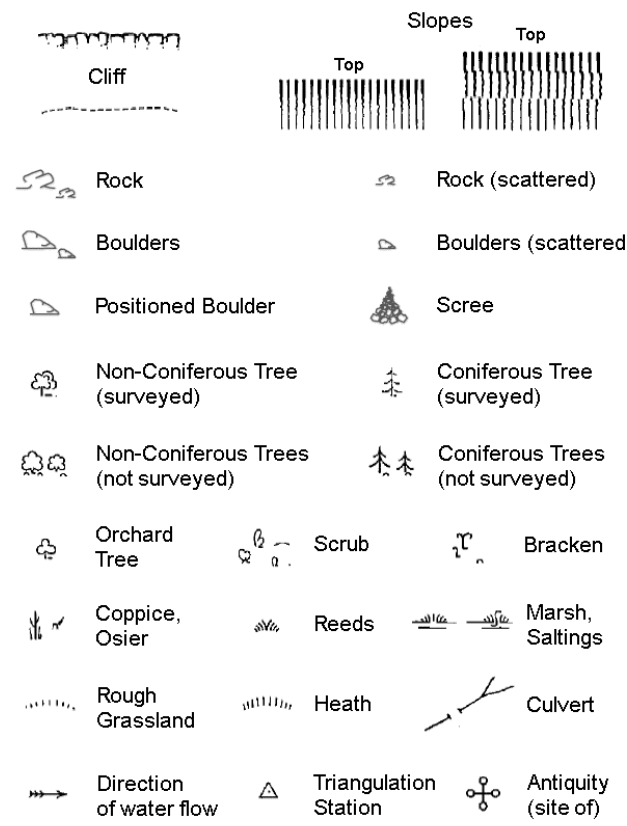 Slopes
Top
Top
Cliff
Rock
Rock (scattered)
Boulders
Boulders (scattered
Positioned Boulder
Scree
Non-Coniferous Tree
(surveyed)
Coniferous Tree
(surveyed)
Non-Coniferous Trees
(not surveyed)
Coniferous Trees
(not surveyed)
Orchard
Tree
Scrub
Bracken
Coppice,
Osier
Reeds
Marsh,
Saltings
Rough
Grassland
Heath
Culvert
Direction
of water flow
Triangulation
Station
Antiquity
(site of)